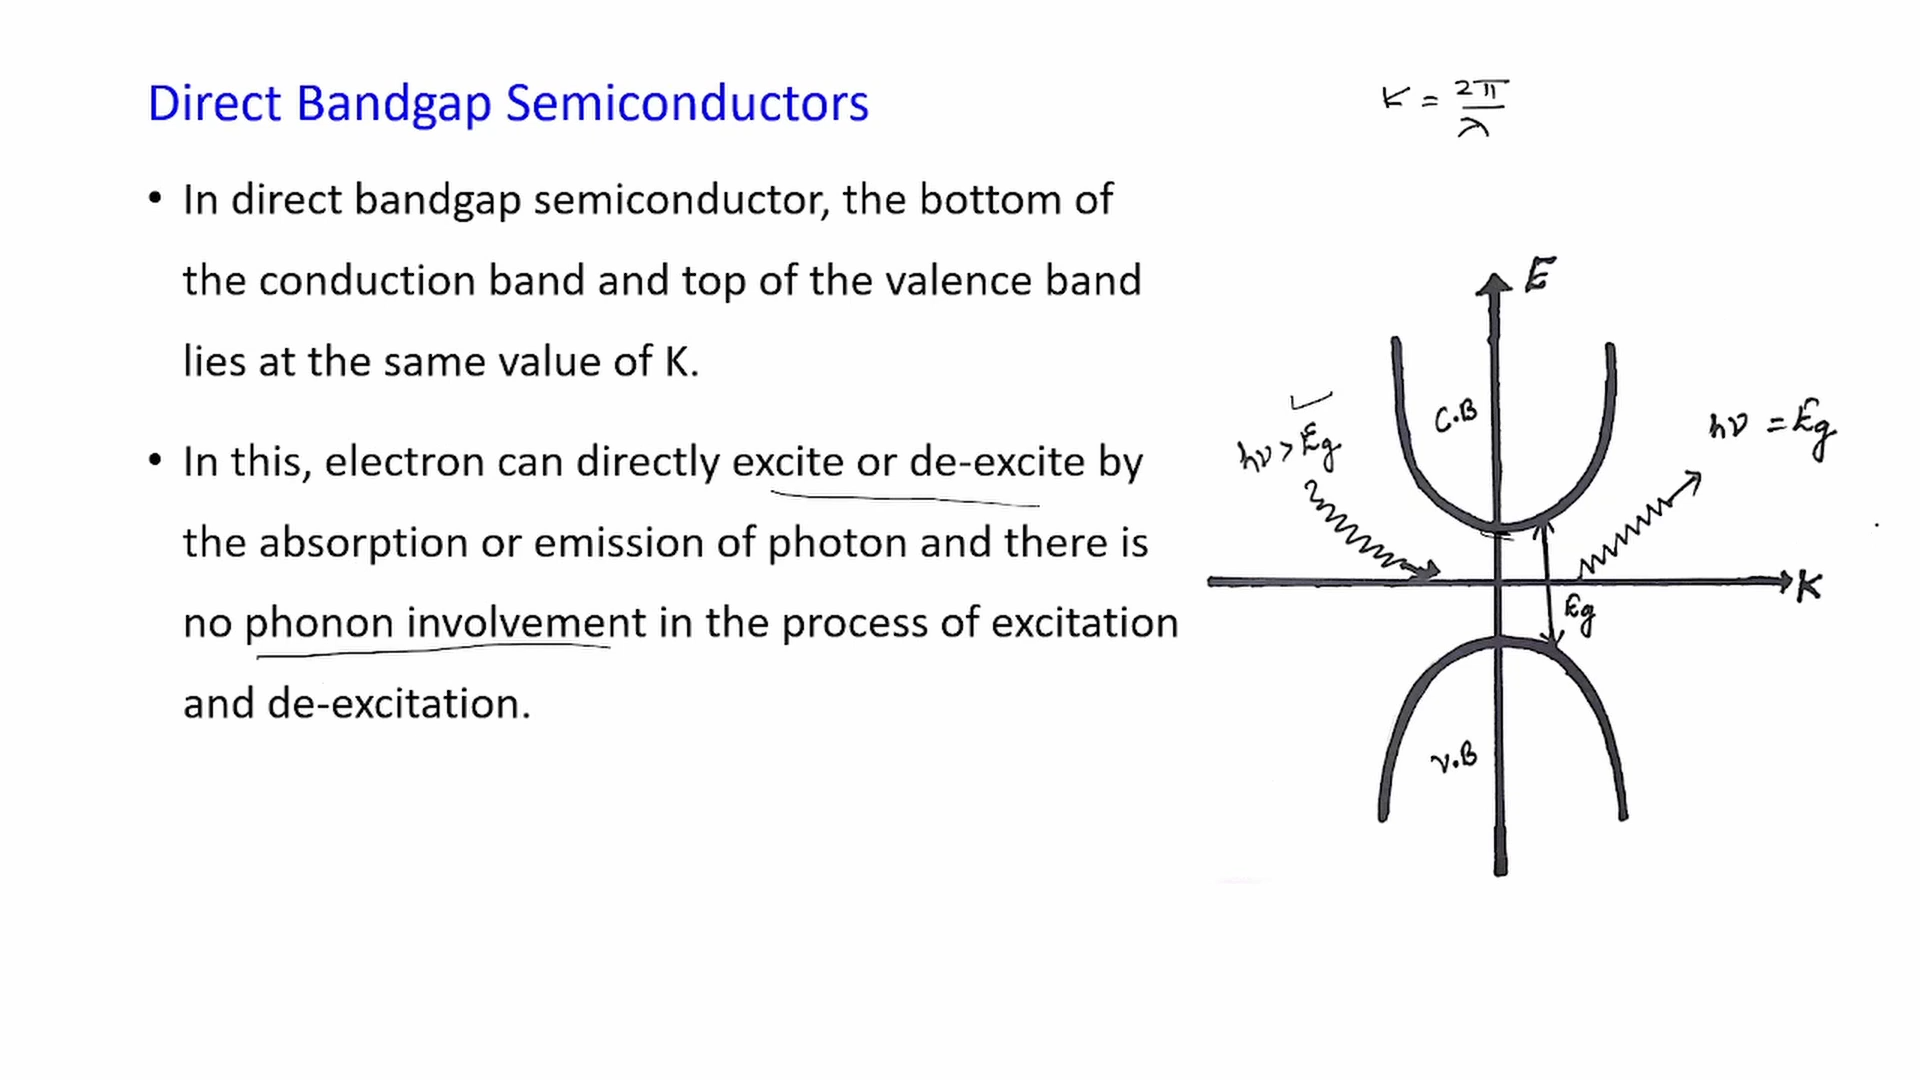 Direct Bandgap Semiconductors
K = 2π/λ
• In direct bandgap semiconductor, the bottom of
the conduction band and top of the valence band
lies at the same value of K.
• In this, electron can directly excite or de-excite by
the absorption or emission of photon and there is
no phonon involvement in the process of excitation
and de-excitation.
E
C.B
hν > Eg
hν = Eg
K
Eg
V.B